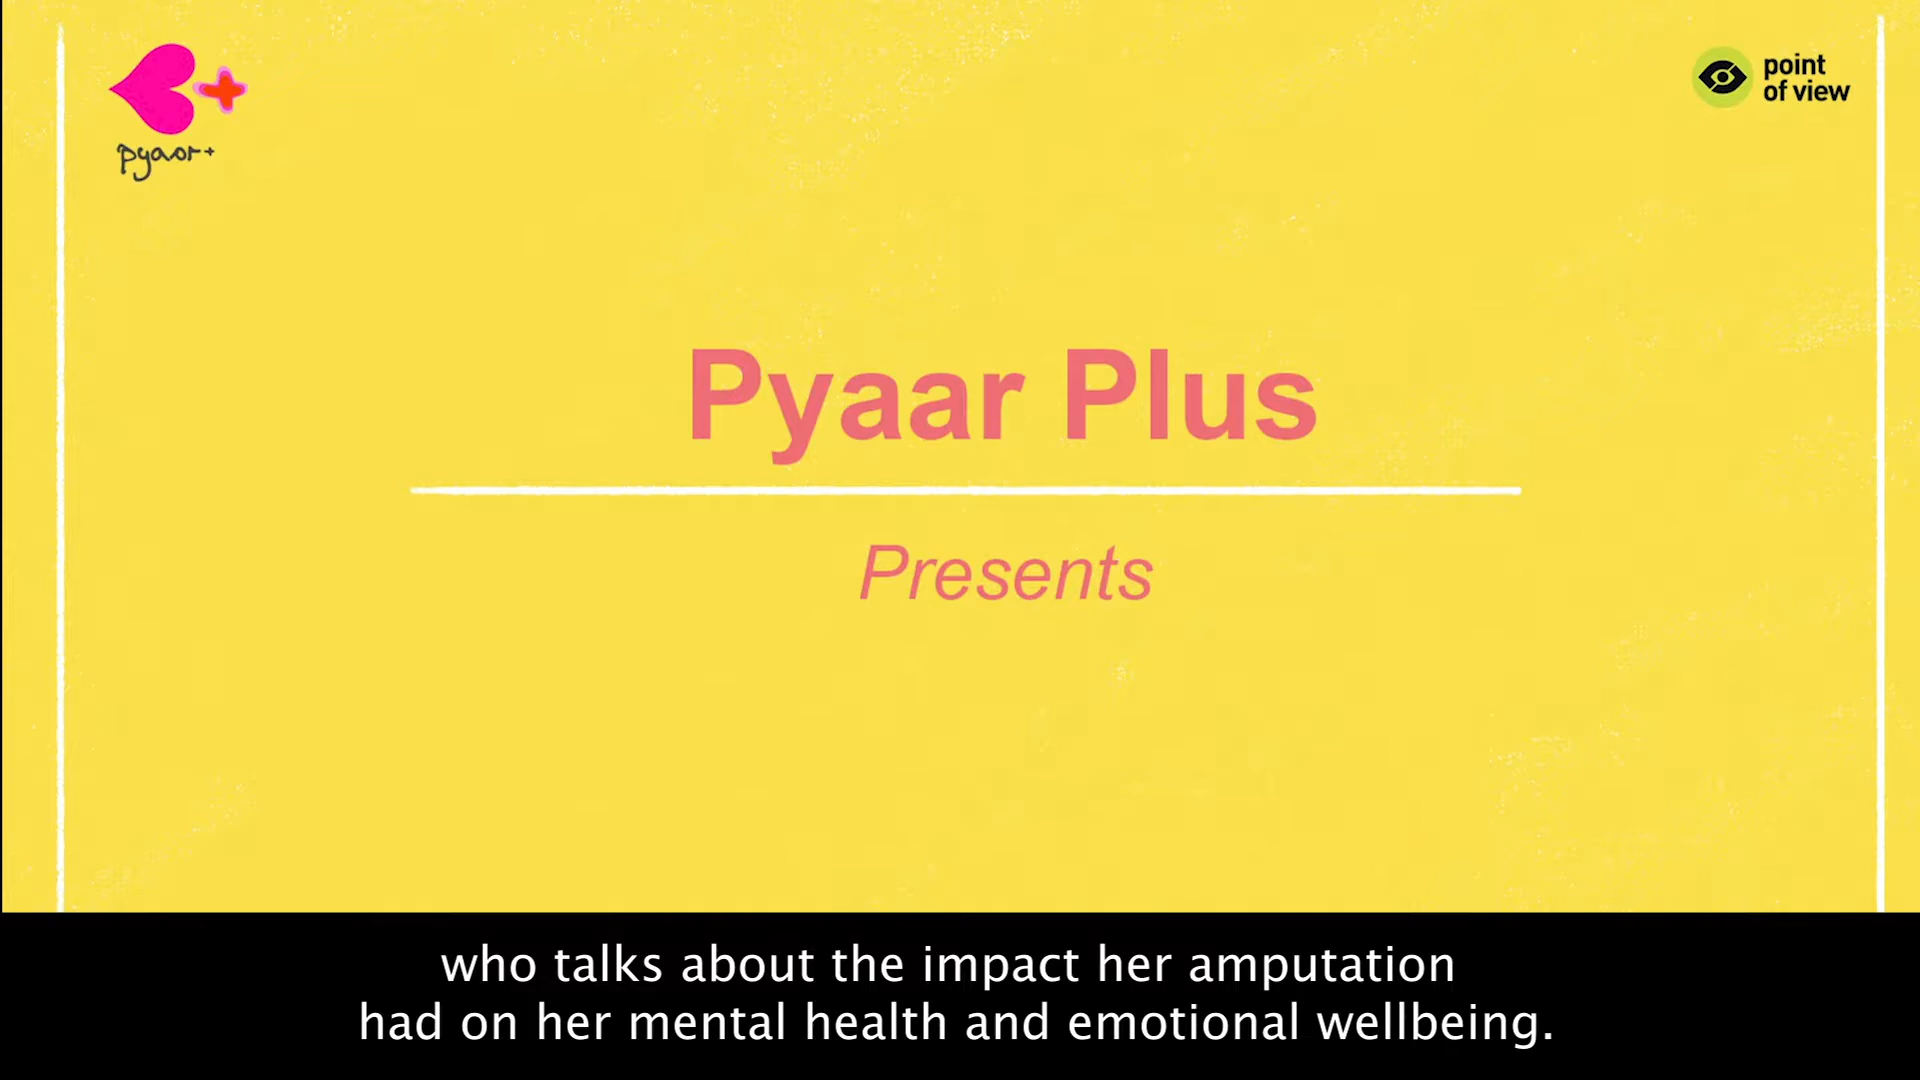 pyaar+
point
of view
Pyaar Plus
Presents
who talks about the impact her amputation
had on her mental health and emotional wellbeing.